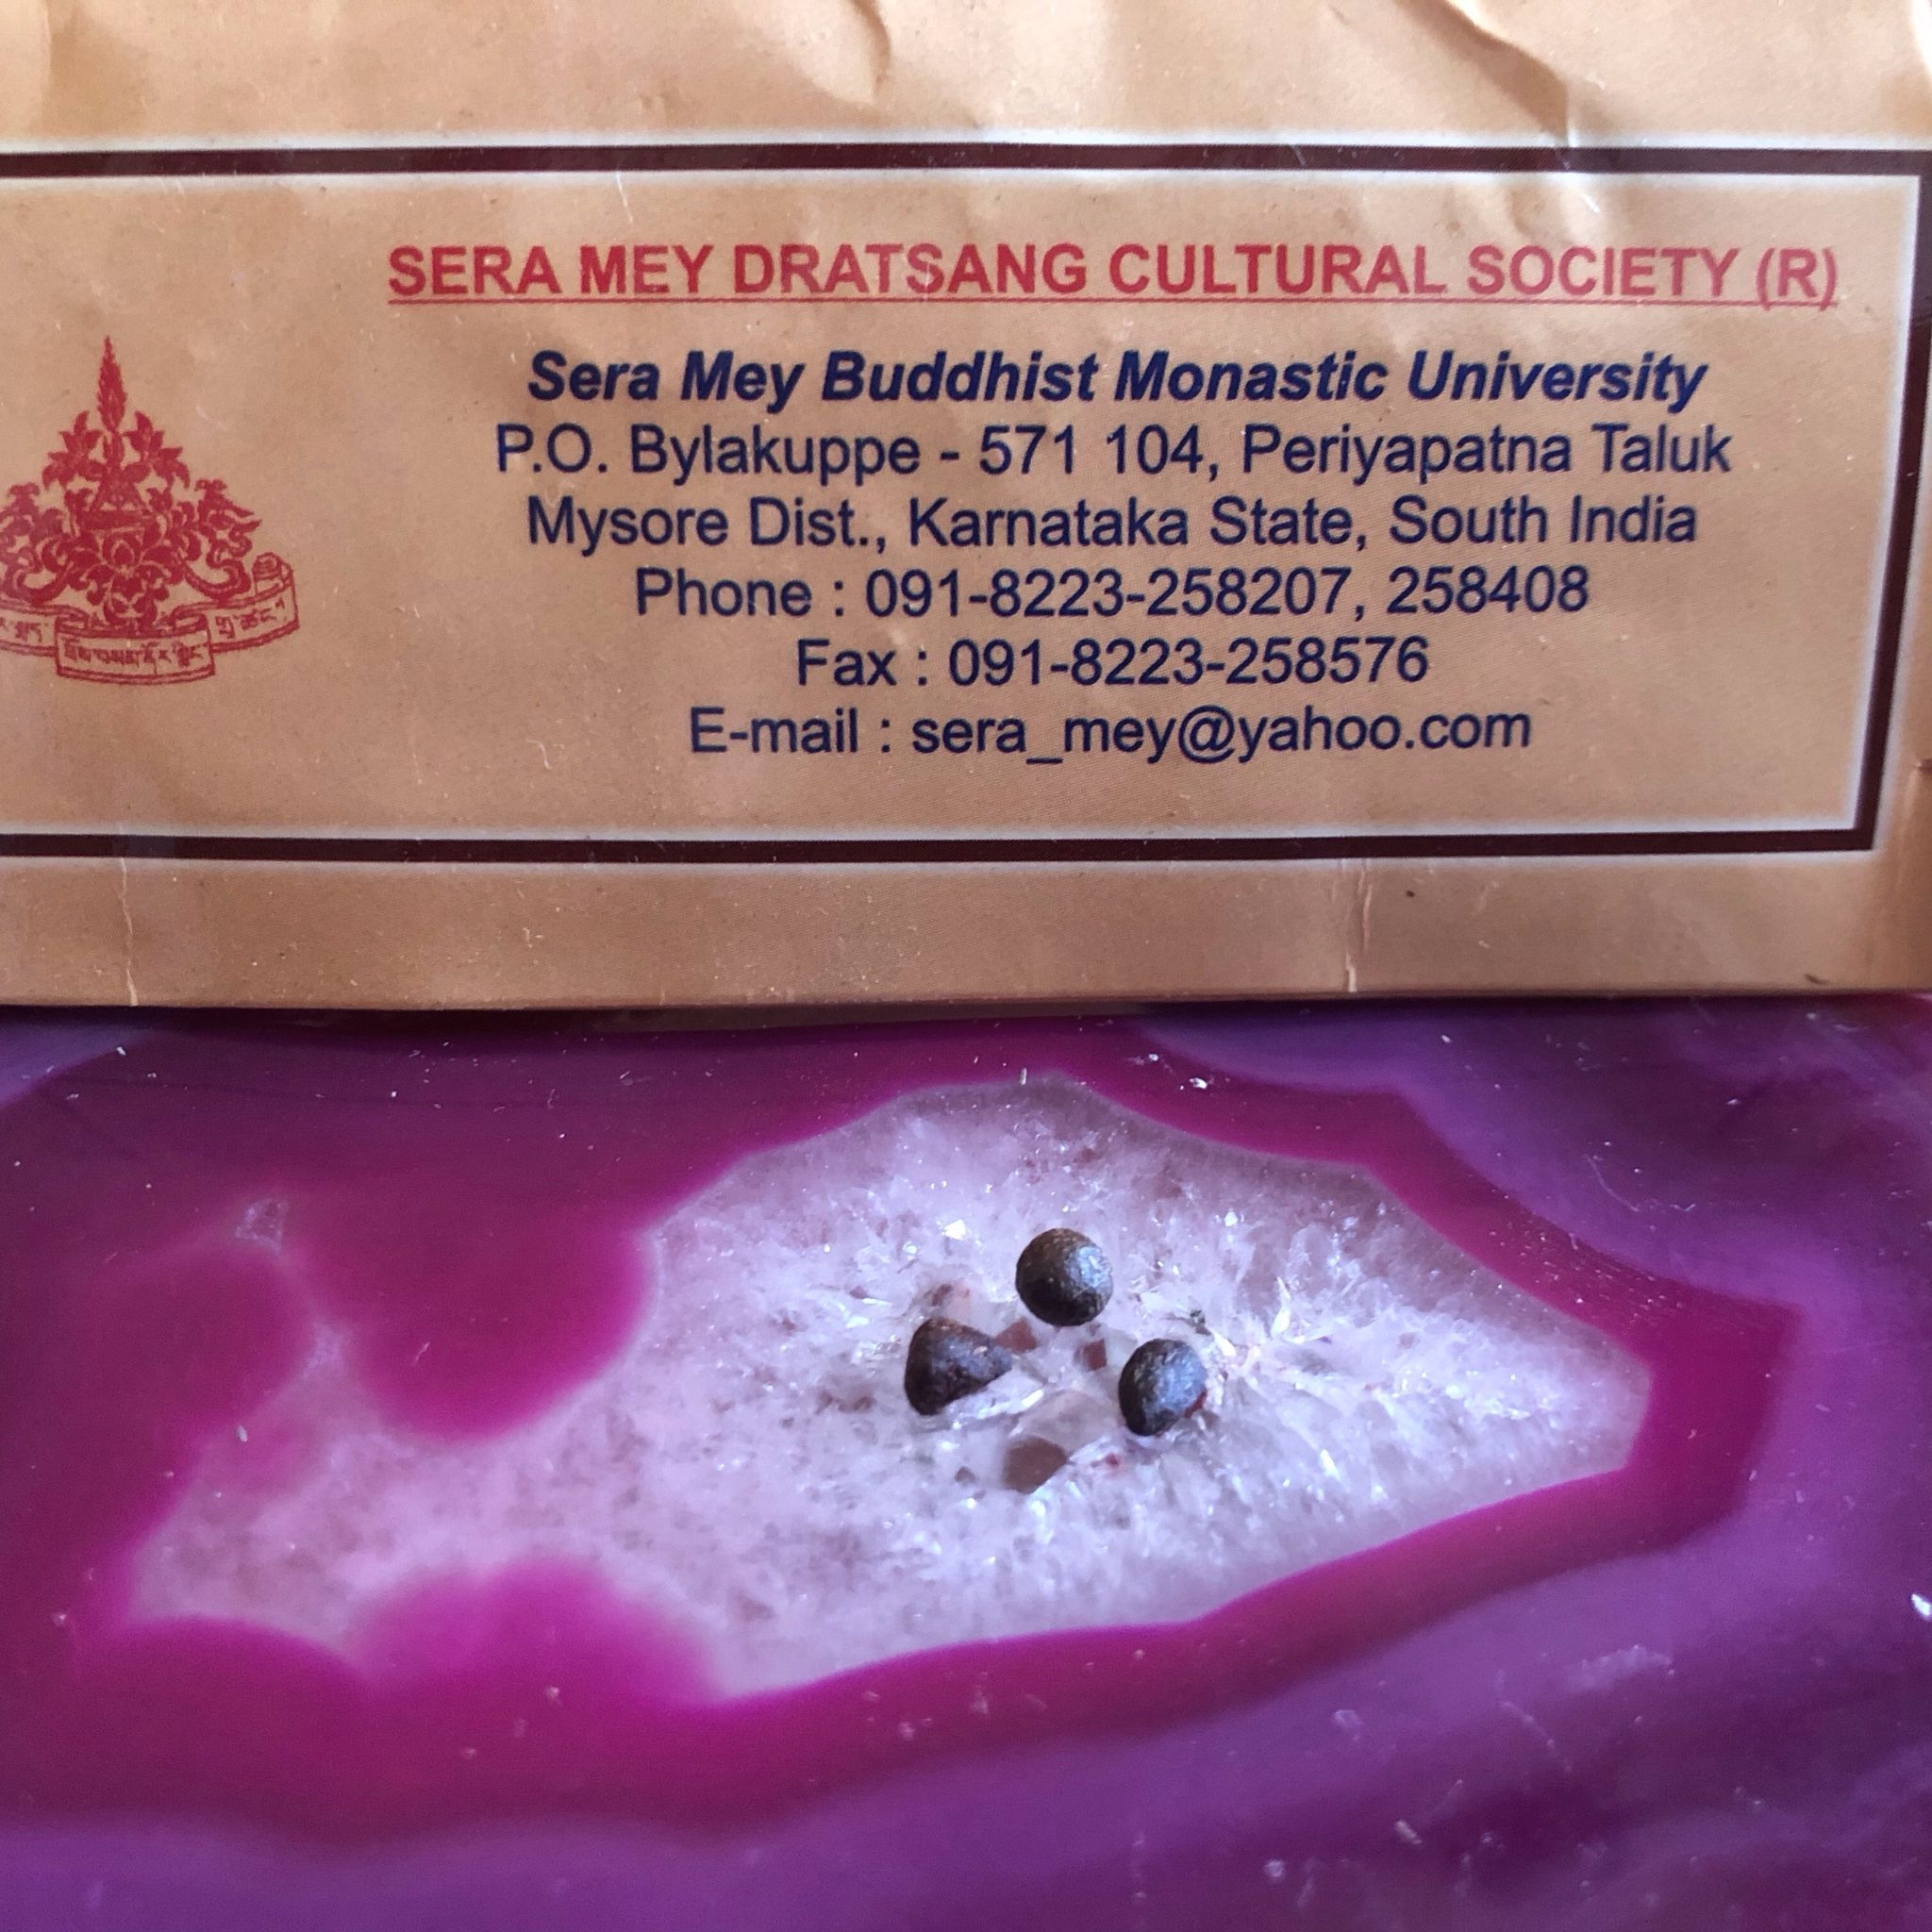 SERA MEY DRATSANG CULTURAL SOCIETY (R)
Sera Mey Buddhist Monastic University
P.O. Bylakuppe - 571 104, Periyapatna Taluk
Mysore Dist., Karnataka State, South India
Phone : 091-8223-258207, 258408
Fax : 091-8223-258576
E-mail : sera_mey@yahoo.com